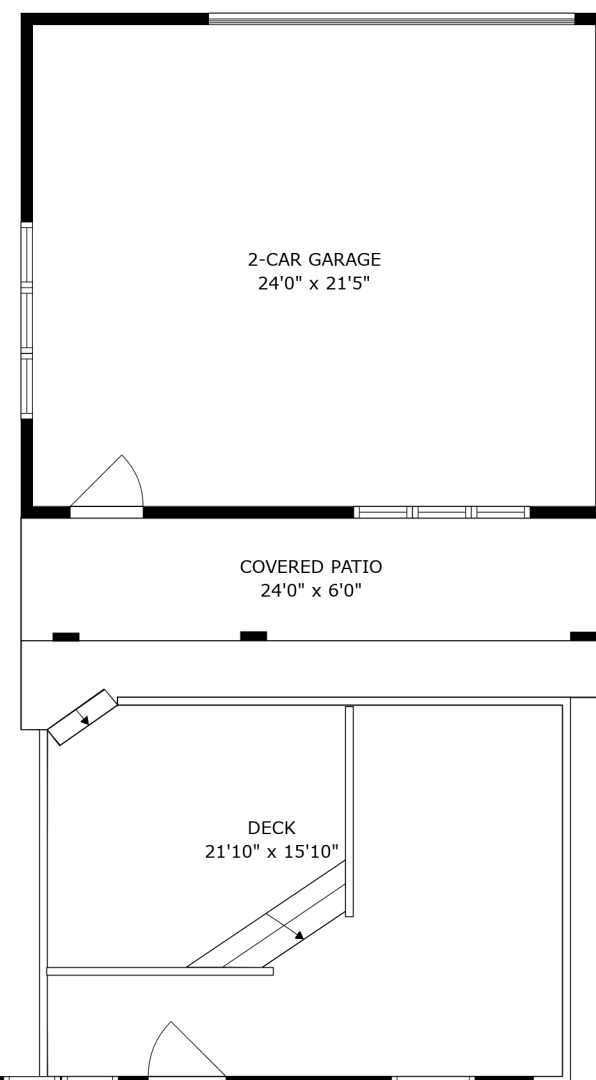 2-CAR GARAGE
24'0" x 21'5"
COVERED PATIO
24'0" x 6'0"
DECK
21'10" x 15'10"